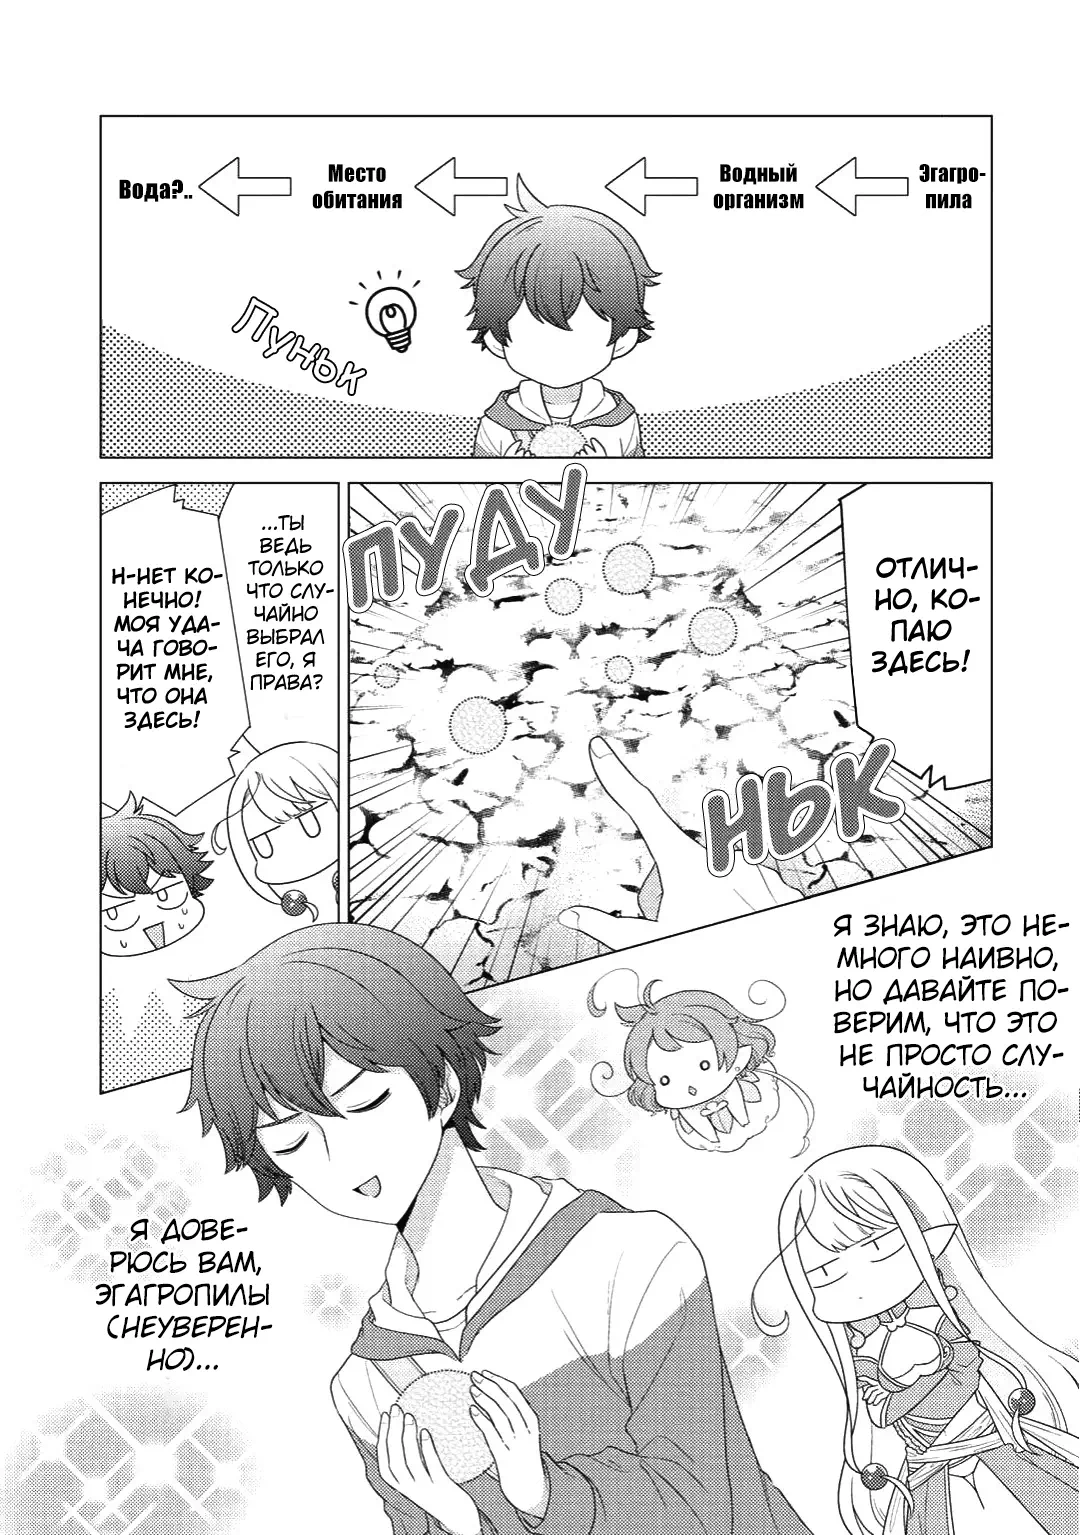 Эгагро-
пила
Водный
организм
Место
обитания
Вода?..
Пуньк
ОТЛИЧ-
НО, КО-
ПАЮ
ЗДЕСЬ!
ПУДУ
НЬК
...ТЫ
ВЕДЬ
ТОЛЬКО
ЧТО СЛУ-
ЧАЙНО
ВЫБРАЛ
ЕГО, Я
ПРАВА?
Н-НЕТ КО-
НЕЧНО!
МОЯ УДА-
ЧА ГОВО-
РИТ МНЕ,
ЧТО ОНА
ЗДЕСЬ!
Я ЗНАЮ, ЭТО НЕ-
МНОГО НАИВНО,
НО ДАВАЙТЕ ПО-
ВЕРИМ, ЧТО ЭТО
НЕ ПРОСТО СЛУ-
ЧАЙНОСТЬ...
Я ДОВЕ-
РЮСЬ ВАМ,
ЭГАГРОПИЛЫ
(НЕУВЕРЕН-
НО)...